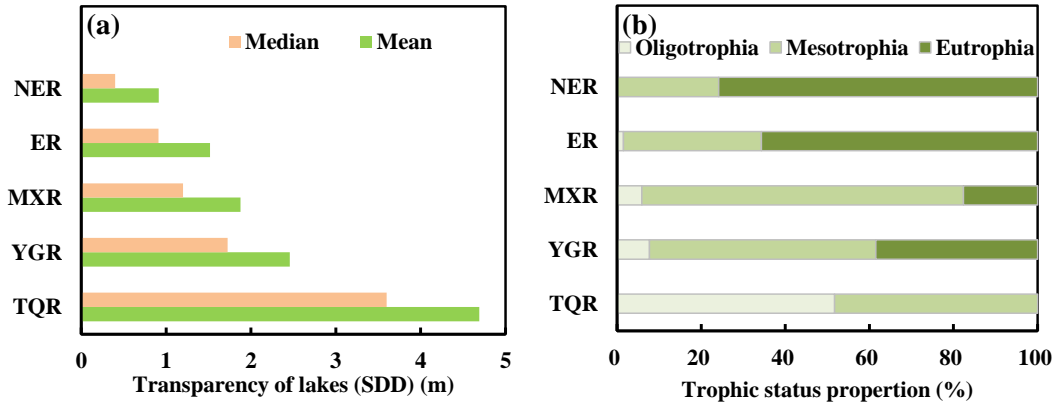 (a)
Median Mean
NER
ER
MXR
YGR
TQR
0 1 2 3 4 5
Transparency of lakes (SDD) (m)
(b)
Oligotrophia Mesotrophia Eutrophia
NER
ER
MXR
YGR
TQR
0 20 40 60 80 100
Trophic status propertion (%)